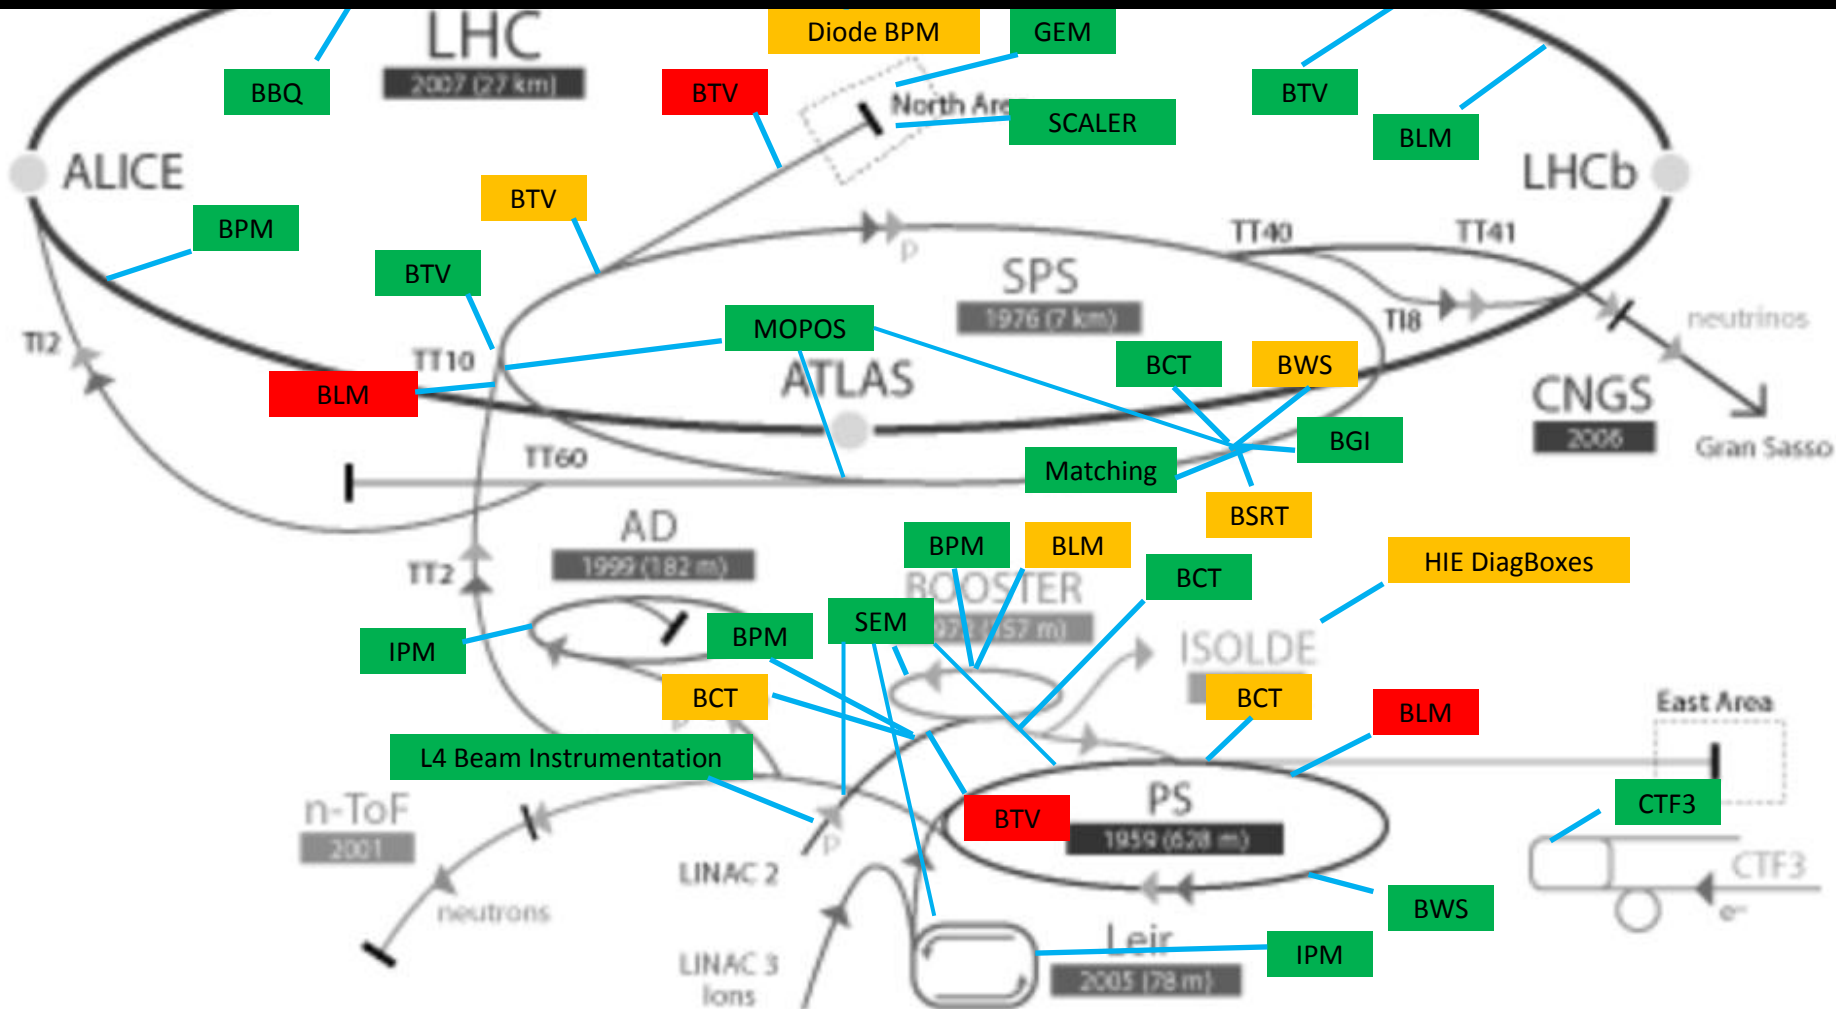 LHC
2007 (27 km)
Diode BPM
GEM
BBQ
BTV
North Area
SCALER
BTV
BLM
ALICE
LHCb
BTV
BPM
TT40
TT41
P
BTV
SPS
1976 (7 km)
MOPOS
TI8
neutrinos
TI2
TT10
BCT
BWS
BLM
ATLAS
CNGS
2006
BGI
Gran Sasso
TT60
Matching
BSRT
AD
1999 (182 m)
BPM
BLM
HIE DiagBoxes
TT2
BOOSTER
BCT
SEM
BPM
IPM
ISOLDE
BCT
BCT
BLM
East Area
L4 Beam Instrumentation
n-ToF
2001
PS
1959 (628 m)
BTV
CTF3
P
LINAC 2
CTF3
neutrons
BWS
e-
Leir
IPM
LINAC 3
Ions
2005 (78 m)